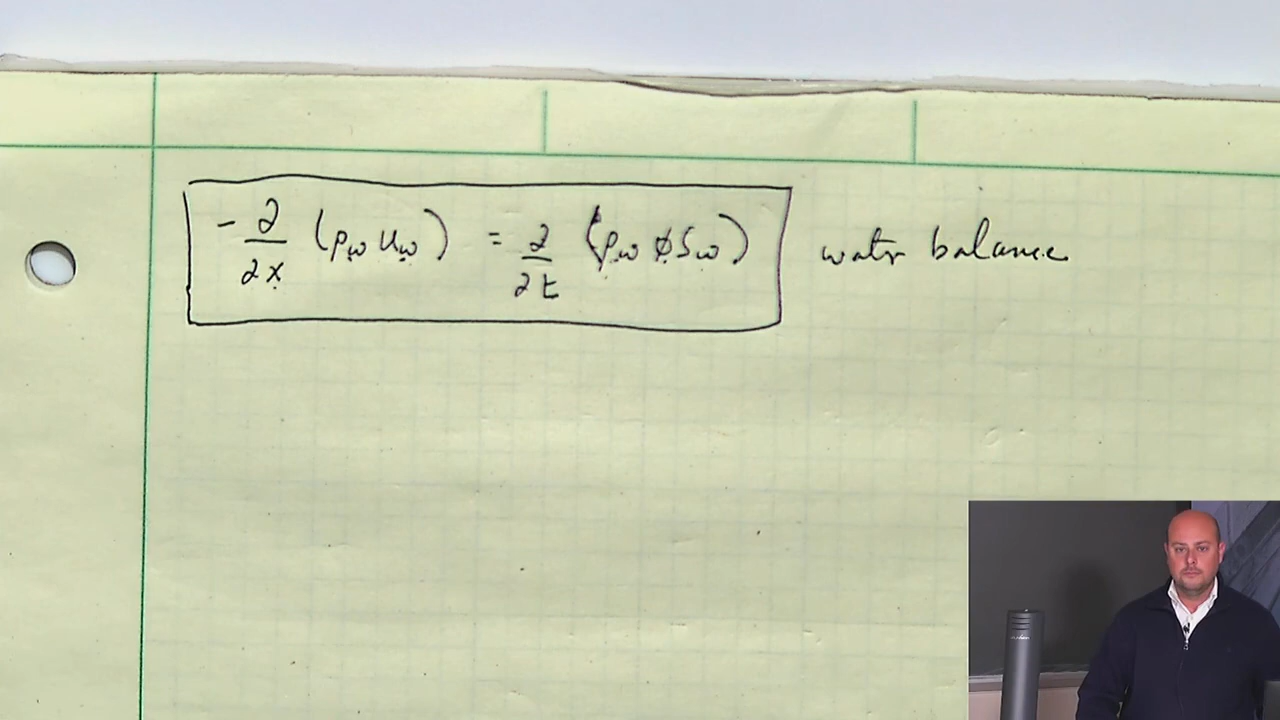 - ∂/∂x (ρw uw) = ∂/∂t (ρw ϕ Sw) water balance